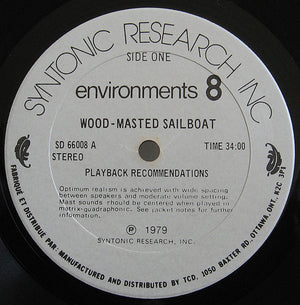 SYNTONIC RESEARCH, INC.
SIDE ONE
environments 8
WOOD-MASTED SAILBOAT
SD 66008 A
STEREO
TIME 34:00
PLAYBACK RECOMMENDATIONS
Optimum realism is achieved with wide spacing
between speakers and moderate volume setting.
Mast sounds should be centered when played in
matrix-quadraphonic. See jacket notes for further
information.
℗ 1979
SYNTONIC RESEARCH, INC.
FABRIQUÉ ET DISTRIBUÉ PAR/MANUFACTURED AND DISTRIBUTED BY TCD. 1050 BAXTER RD. OTTAWA, ONT. R2C 3P1